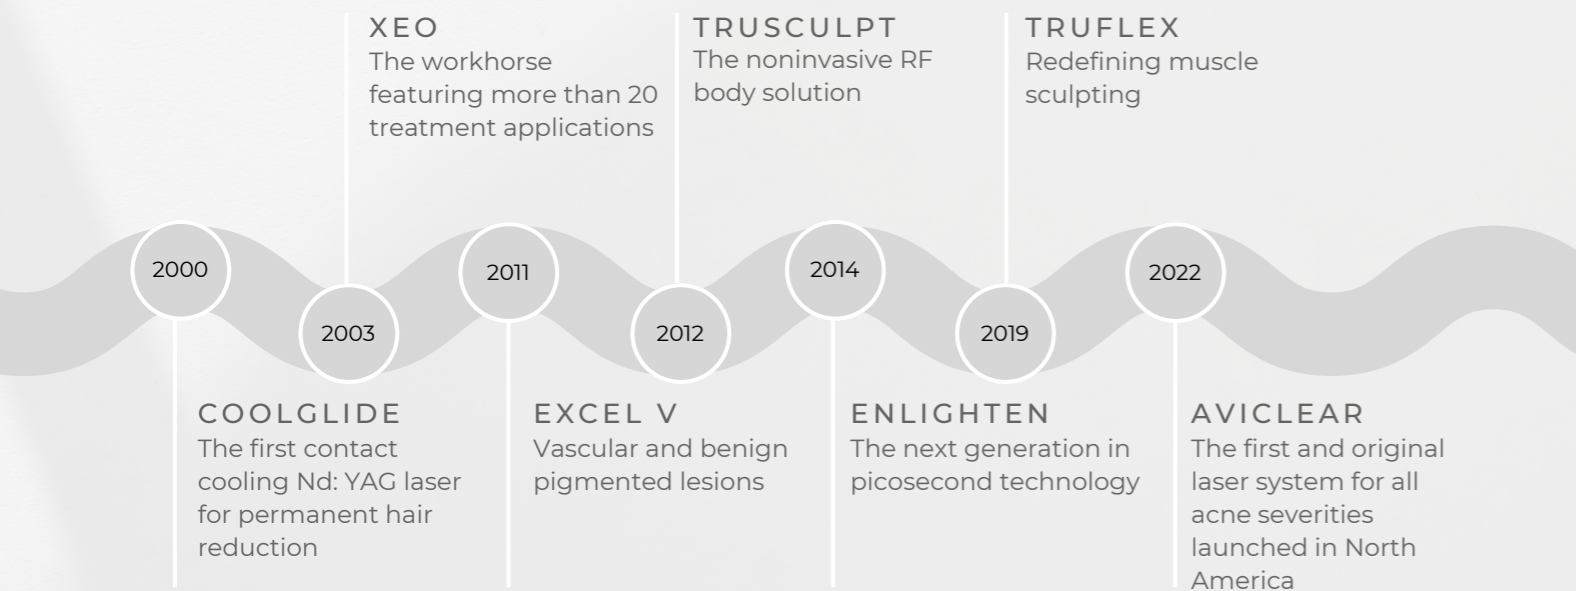 XEO
The workhorse
featuring more than 20
treatment applications
TRUSCULPT
The noninvasive RF
body solution
TRUFLEX
Redefining muscle
sculpting
2000
2003
2011
2012
2014
2019
2022
COOLGLIDE
The first contact
cooling Nd: YAG laser
for permanent hair
reduction
EXCEL V
Vascular and benign
pigmented lesions
ENLIGHTEN
The next generation in
picosecond technology
AVICLEAR
The first and original
laser system for all
acne severities
launched in North
America